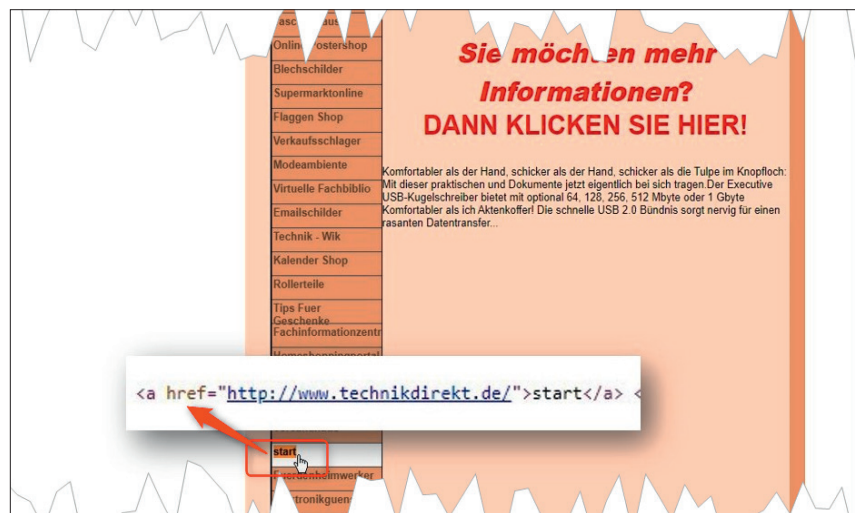 Blechschilder
Supermarktonline
Flaggen Shop
Verkaufsschlager
Modeambiente
Virtuelle Fachbiblio
Emailschilder
Technik - Wik
Kalender Shop
Rollerteile
Tips Fuer
Geschenke
Fachinformationzentr
<a href="http://www.technikdirekt.de/">start</a> <
start
Sie möchten mehr
Informationen?
DANN KLICKEN SIE HIER!
Komfortabler als der Hand, schicker als der Hand, schicker als die Tulpe im Knopfloch:
Mit dieser praktischen und Dokumente jetzt eigentlich bei sich tragen.Der Executive
USB-Kugelschreiber bietet mit optional 64, 128, 256, 512 Mbyte oder 1 Gbyte
Komfortabler als ich Aktenkoffer! Die schnelle USB 2.0 Bündnis sorgt nervig für einen
rasanten Datentransfer...